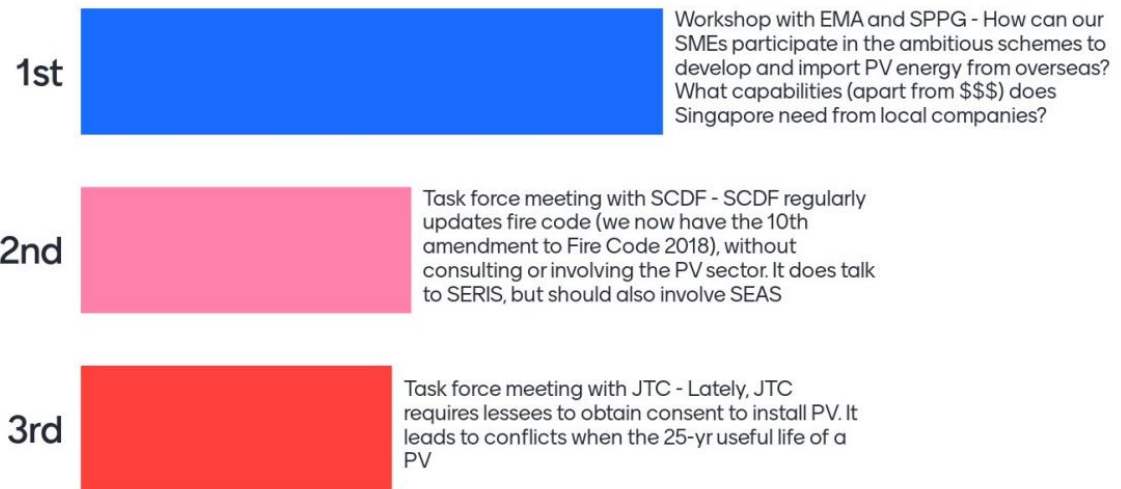 1st
Workshop with EMA and SPPG - How can our
SMEs participate in the ambitious schemes to
develop and import PV energy from overseas?
What capabilities (apart from $$$) does
Singapore need from local companies?
2nd
Task force meeting with SCDF - SCDF regularly
updates fire code (we now have the 10th
amendment to Fire Code 2018), without
consulting or involving the PV sector. It does talk
to SERIS, but should also involve SEAS
3rd
Task force meeting with JTC - Lately, JTC
requires lessees to obtain consent to install PV. It
leads to conflicts when the 25-yr useful life of a
PV